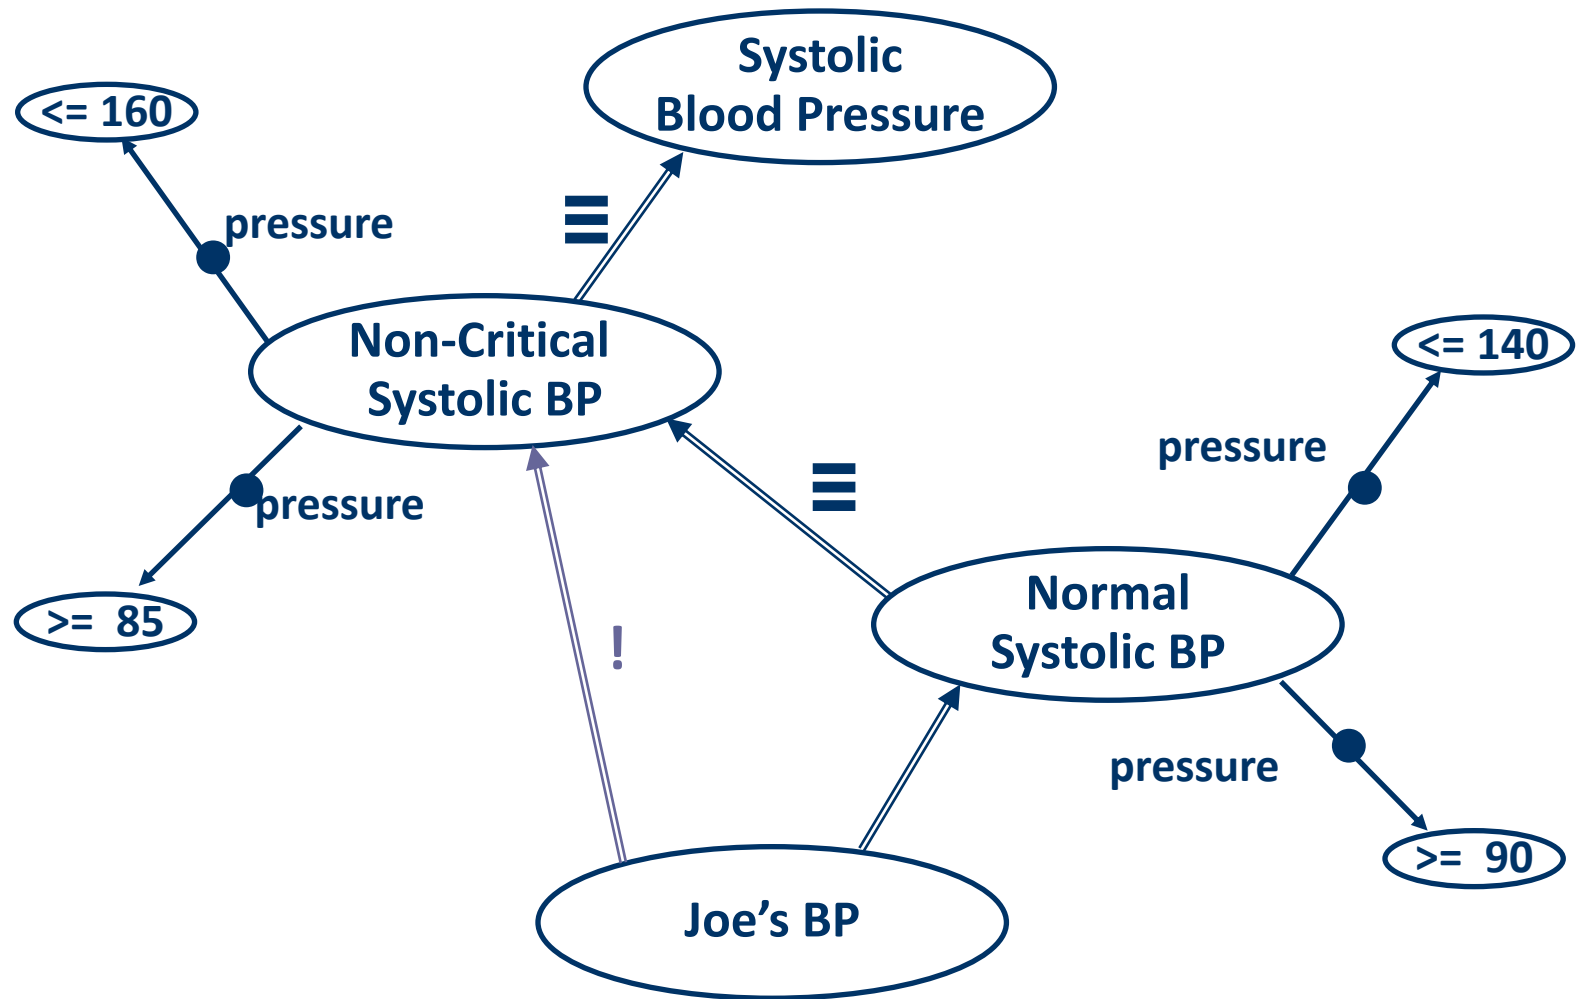 Systolic
Blood Pressure
<= 160
pressure
≡
Non-Critical
Systolic BP
<= 140
pressure
≡
pressure
>=  85
!
Normal
Systolic BP
pressure
>=  90
Joe’s BP